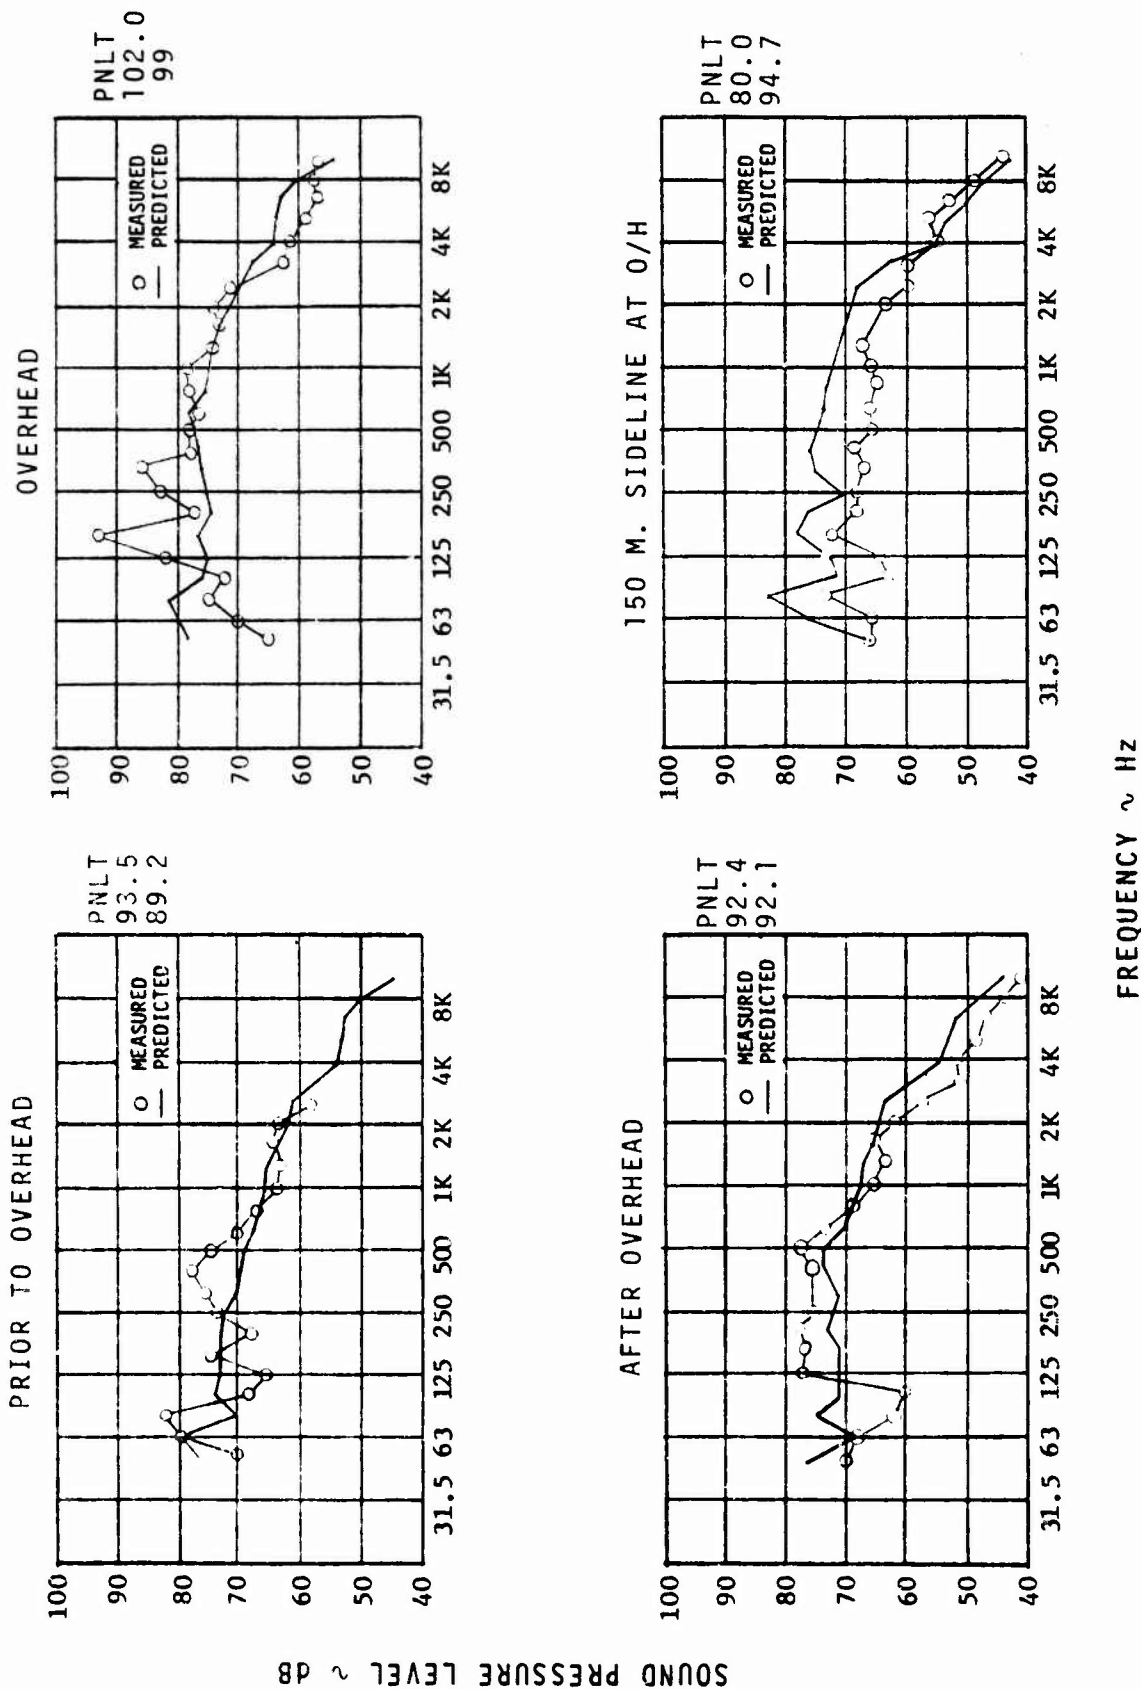 PRIOR TO OVERHEAD
PNLT
93.5
89.2
MEASURED
PREDICTED
100
90
80
70
60
50
40
31.5 63 125 250 500 1K 2K 4K 8K
OVERHEAD
PNLT
102.0
99
MEASURED
PREDICTED
100
90
80
70
60
50
40
31.5 63 125 250 500 1K 2K 4K 8K
SOUND PRESSURE LEVEL ~ dB
AFTER OVERHEAD
PNLT
92.4
92.1
MEASURED
PREDICTED
100
90
80
70
60
50
40
31.5 63 125 250 500 1K 2K 4K 8K
150 M. SIDELINE AT O/H
PNLT
80.0
94.7
MEASURED
PREDICTED
100
90
80
70
60
50
40
31.5 63 125 250 500 1K 2K 4K 8K
FREQUENCY ~ Hz